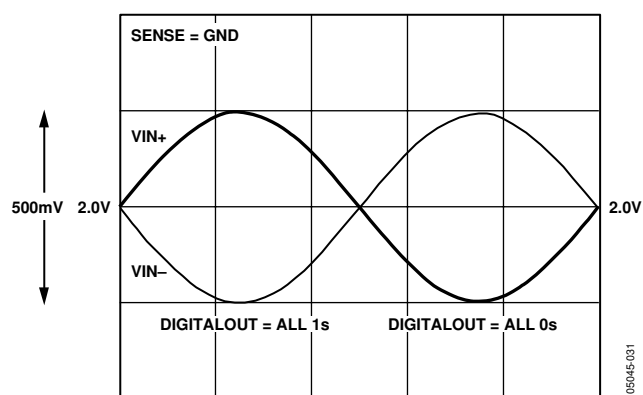 SENSE = GND
VIN+
500mV
2.0V
2.0V
VIN–
DIGITALOUT = ALL 1s
DIGITALOUT = ALL 0s
05045-031